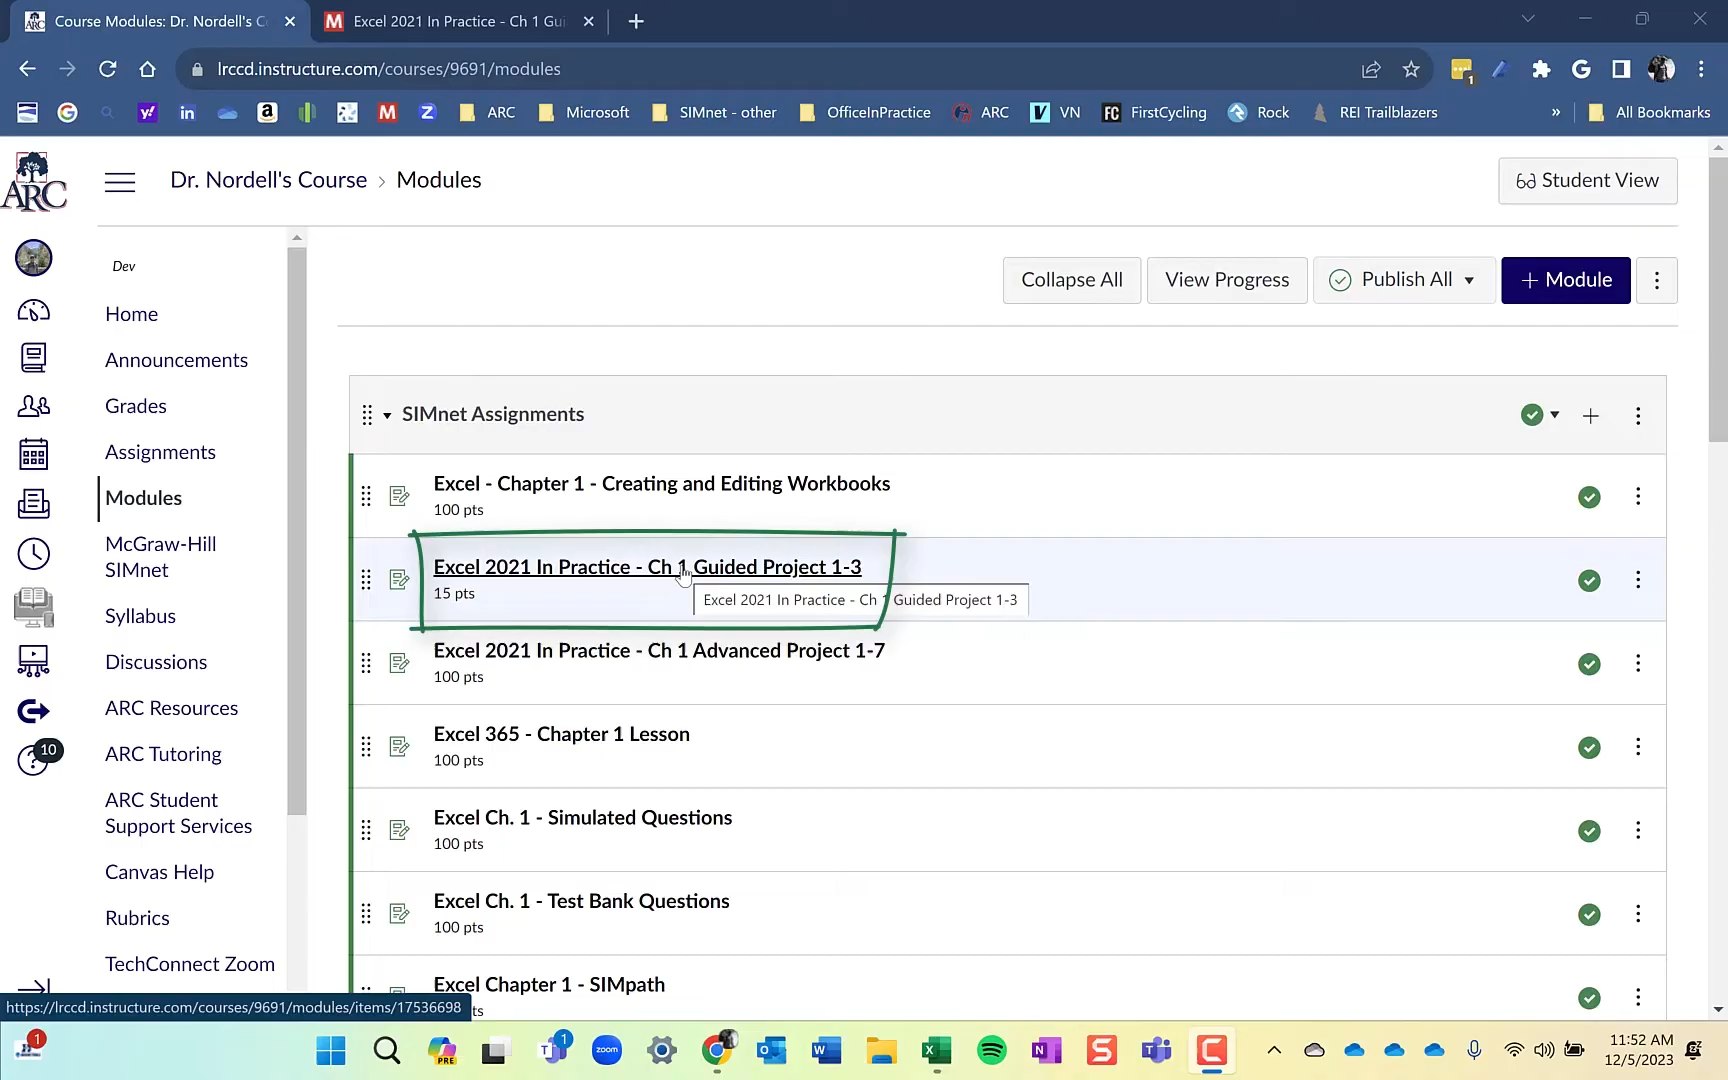 Course Modules: Dr. Nordell's C
Excel 2021 In Practice - Ch 1 Gui
lrccd.instructure.com/courses/9691/modules
1
ARC
Microsoft
SIMnet - other
OfficeInPractice
ARC
VN
FirstCycling
Rock
REI Trailblazers
»
All Bookmarks
ARC
Dr. Nordell's Course > Modules
Student View
Dev
Home
Announcements
Grades
Assignments
Modules
McGraw-Hill
SIMnet
Syllabus
Discussions
ARC Resources
ARC Tutoring
ARC Student
Support Services
Canvas Help
Rubrics
TechConnect Zoom
10
Collapse All
View Progress
Publish All
+ Module
SIMnet Assignments
Excel - Chapter 1 - Creating and Editing Workbooks
100 pts
Excel 2021 In Practice - Ch 1 Guided Project 1-3
15 pts
Excel 2021 In Practice - Ch 1 Guided Project 1-3
Excel 2021 In Practice - Ch 1 Advanced Project 1-7
100 pts
Excel 365 - Chapter 1 Lesson
100 pts
Excel Ch. 1 - Simulated Questions
100 pts
Excel Ch. 1 - Test Bank Questions
100 pts
Excel Chapter 1 - SIMpath
ts
https://lrccd.instructure.com/courses/9691/modules/items/17536698
1
PRE
1
zoom
11:52 AM
12/5/2023